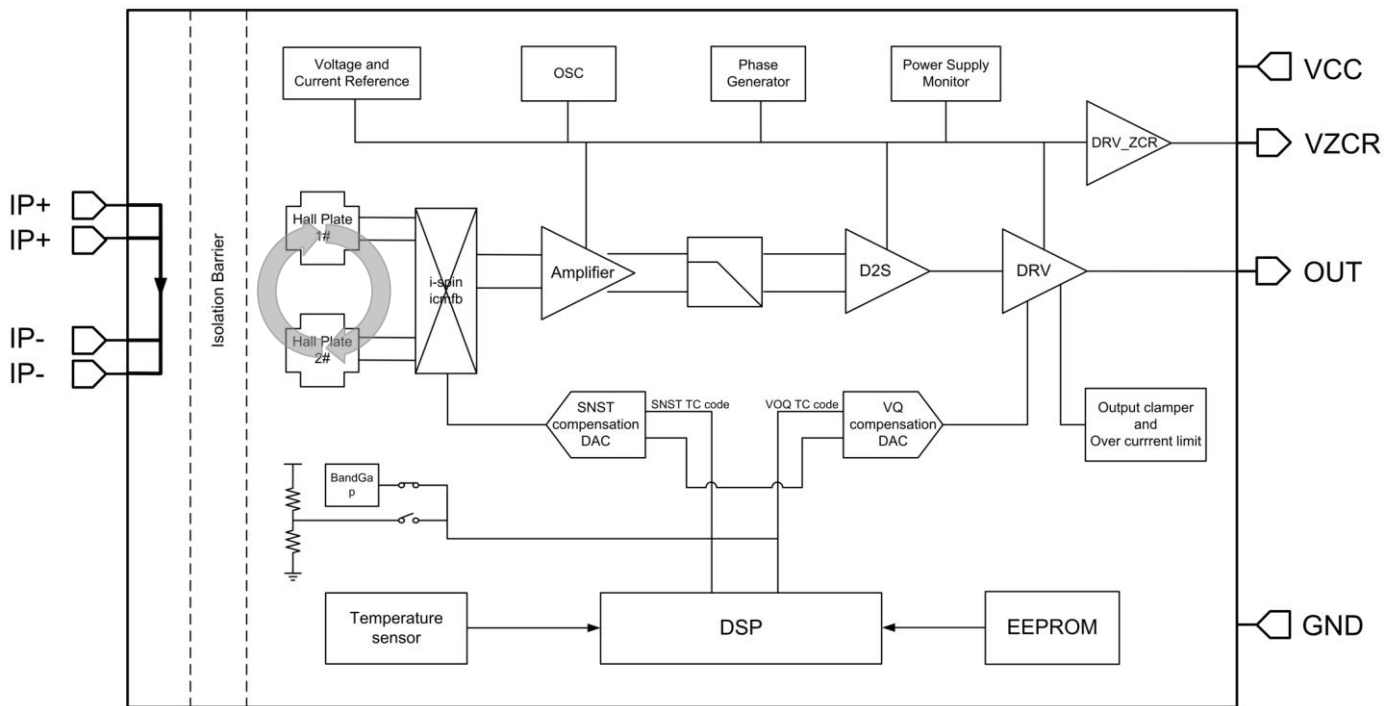 Voltage and
Current Reference
OSC
Phase
Generator
Power Supply
Monitor
VCC
DRV_ZCR
VZCR
IP+
IP+
IP-
IP-
Isolation Barrier
Hall Plate
1#
Hall Plate
2#
i-spin
icmfb
Amplifier
D2S
DRV
OUT
SNST
compensation
DAC
SNST TC code
VOQ TC code
VQ
compensation
DAC
Output clamper
and
Over currrent limit
BandGa
p
Temperature
sensor
DSP
EEPROM
GND